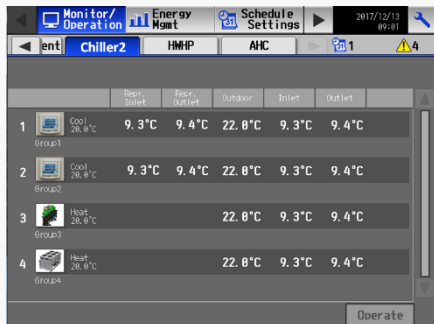 Monitor/ Operation Energy Mgmt Schedule Settings 2017/12/13 09:01
ent Chiller2 HWHP AHC 1 4
Repr. Inlet Repr. Outlet Outdoor Inlet Outlet
1 Cool 20.0°C 9.3°C 9.4°C 22.0°C 9.3°C 9.4°C
Group1
2 Cool 20.0°C 9.3°C 9.4°C 22.0°C 9.3°C 9.4°C
Group2
3 Heat 20.0°C 22.0°C 9.3°C 9.4°C
Group3
4 Heat 20.0°C 22.0°C 9.3°C 9.4°C
Group4
Operate